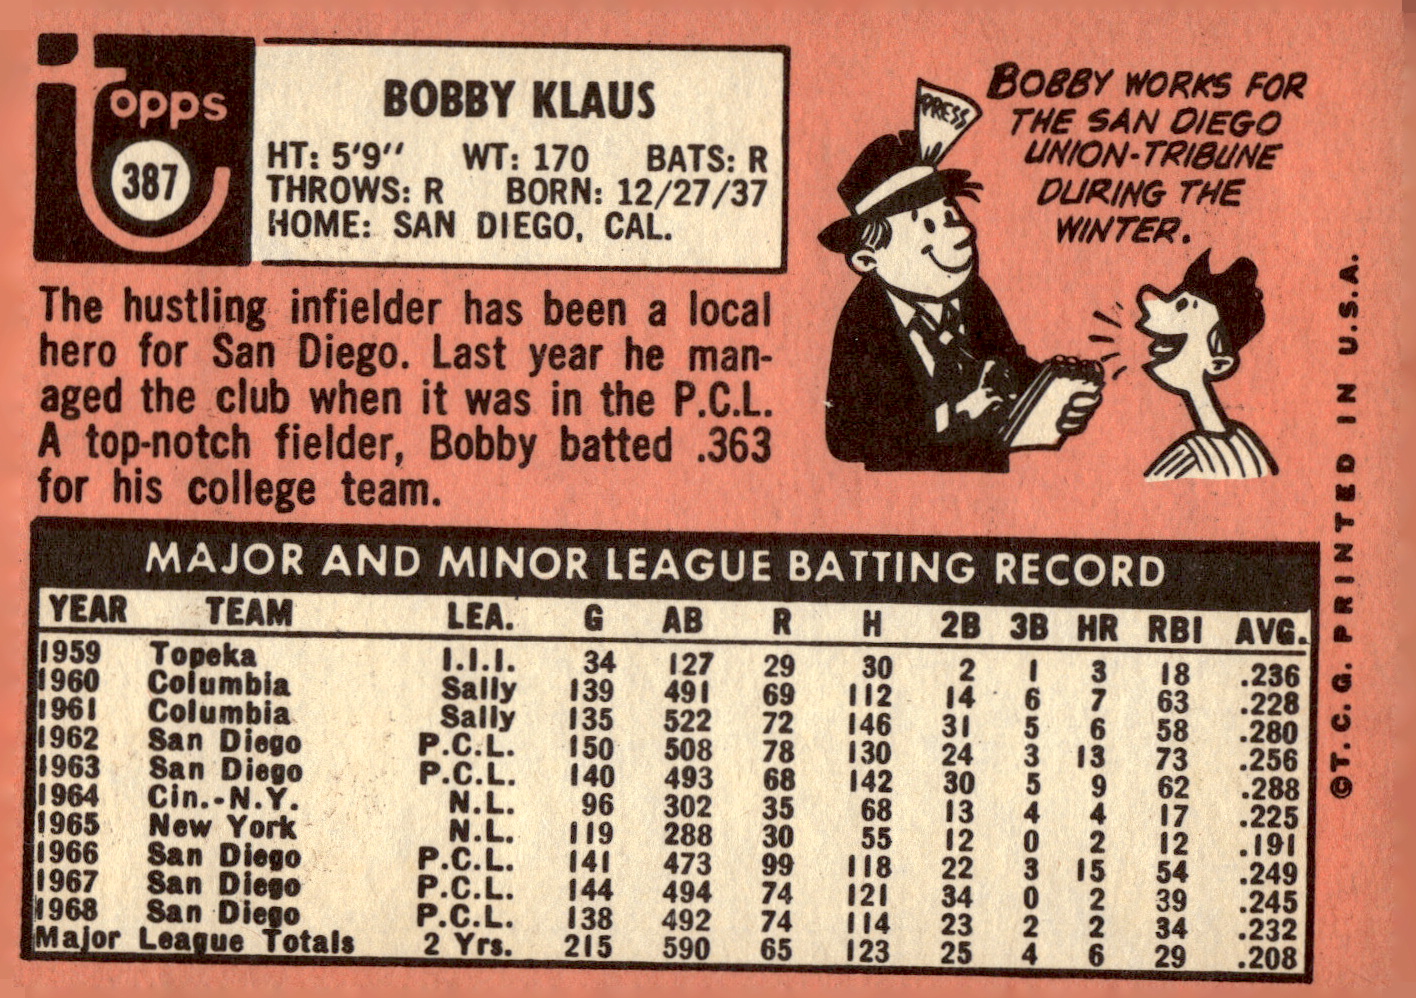 Topps
387
BOBBY KLAUS
HT: 5'9" WT: 170 BATS: R
THROWS: R BORN: 12/27/37
HOME: SAN DIEGO, CAL.
The hustling infielder has been a local
hero for San Diego. Last year he man-
aged the club when it was in the P.C.L.
A top-notch fielder, Bobby batted .363
for his college team.
PRESS
BOBBY WORKS FOR
THE SAN DIEGO
UNION-TRIBUNE
DURING THE
WINTER.
MAJOR AND MINOR LEAGUE BATTING RECORD
YEAR TEAM LEA. G AB R H 2B 3B HR RBI AVG.
1959 Topeka I.I.I. 34 127 29 30 2 1 3 18 .236
1960 Columbia Sally 139 491 69 112 14 6 7 63 .228
1961 Columbia Sally 135 522 72 146 31 5 6 58 .280
1962 San Diego P.C.L. 150 508 78 130 24 3 13 73 .256
1963 San Diego P.C.L. 140 493 68 142 30 5 9 62 .288
1964 Cin.-N.Y. N.L. 96 302 35 68 13 4 4 17 .225
1965 New York N.L. 119 288 30 55 12 0 2 12 .191
1966 San Diego P.C.L. 141 473 99 118 22 3 15 54 .249
1967 San Diego P.C.L. 144 494 74 121 34 0 2 39 .245
1968 San Diego P.C.L. 138 492 74 114 23 2 2 34 .232
Major League Totals 2 Yrs. 215 590 65 123 25 4 6 29 .208
©T. C. G. PRINTED IN U.S.A.